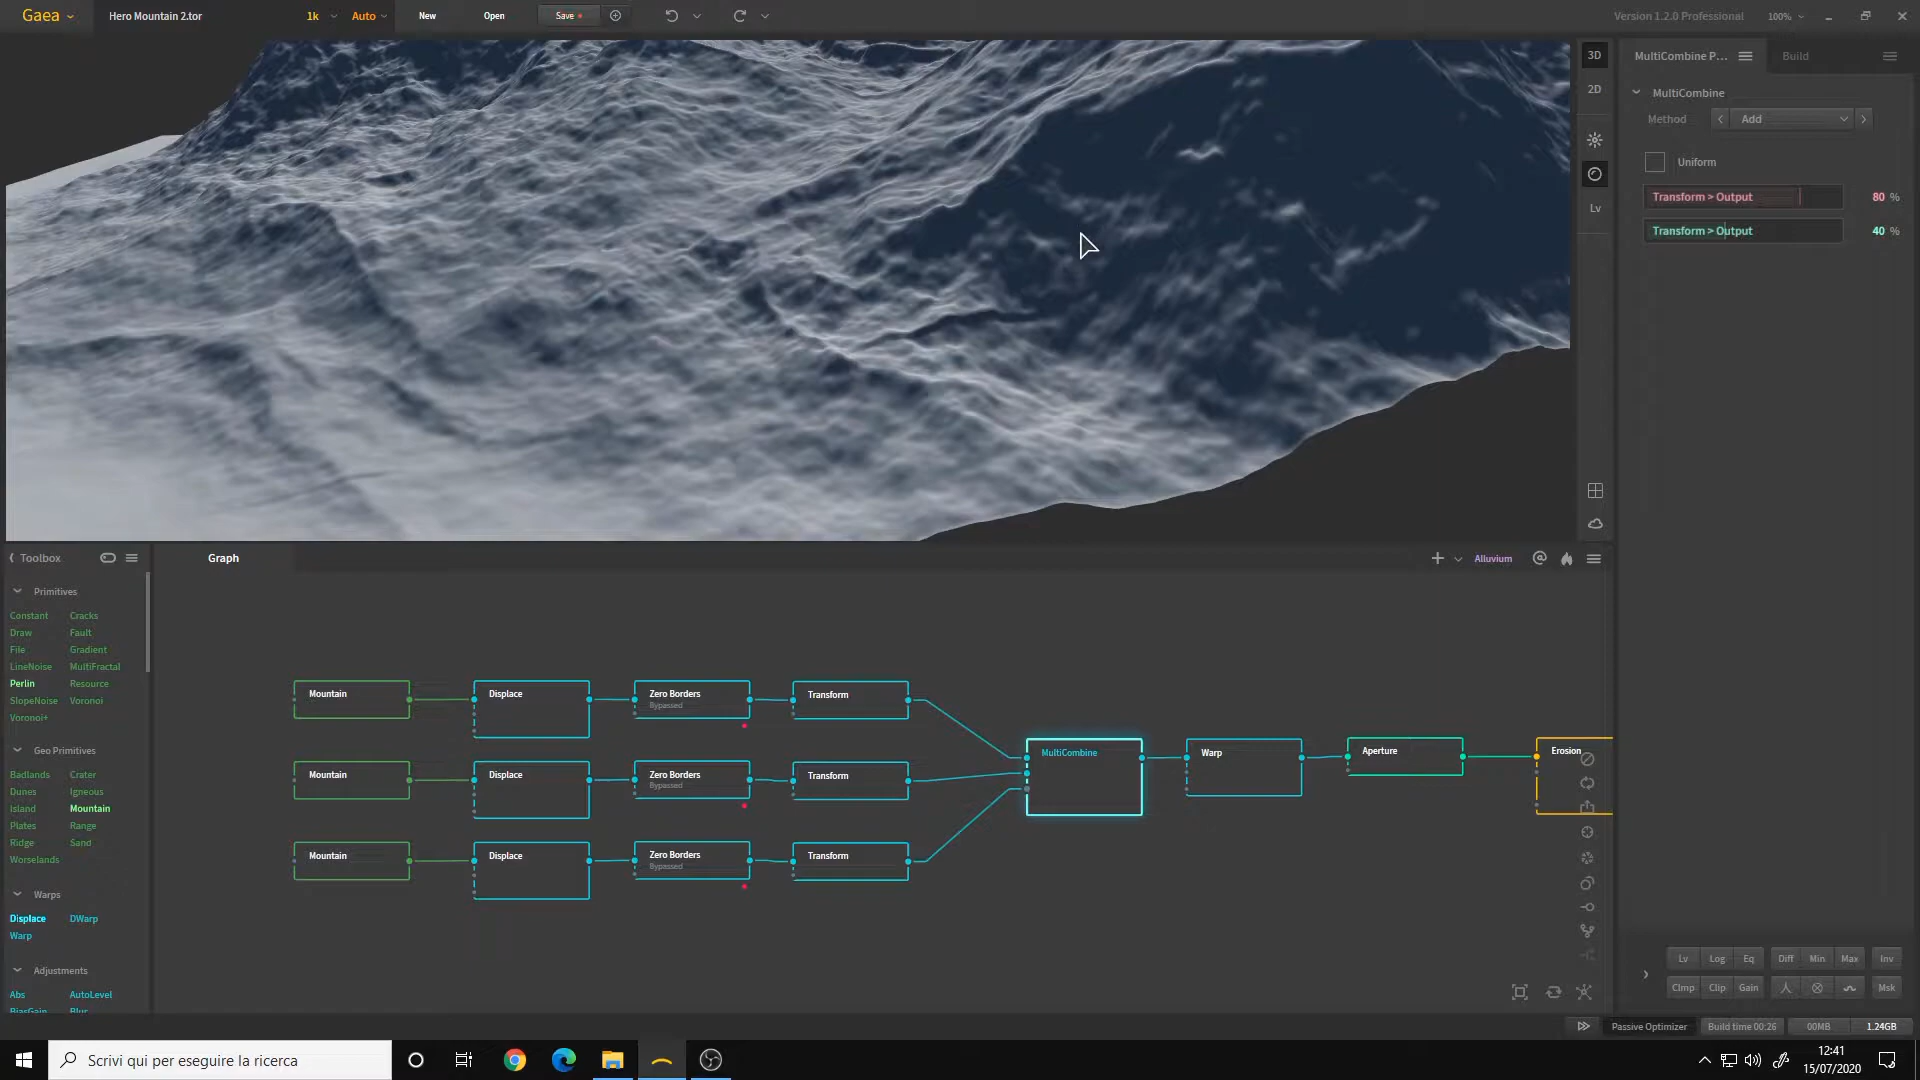 Gaea
Hero Mountain 2.tor
1k
Auto
New
Open
Save
Version 1.2.0 Professional
100%
3D
2D
Lv
MultiCombine P...
Build
MultiCombine
Method
Add
Uniform
Transform > Output
80 %
Transform > Output
40 %
Toolbox
Graph
Alluvium
Primitives
Constant Cracks
Draw Fault
File Gradient
LineNoise MultiFractal
Perlin Resource
SlopeNoise Voronoi
Voronoi+
Geo Primitives
Badlands Crater
Dunes Igneous
Island Mountain
Plates Range
Ridge Sand
Worselands
Warps
Displace DWarp
Warp
Adjustments
Abs AutoLevel
BiasGain Blur
Mountain
Displace
Zero Borders
Bypassed
Transform
Mountain
Displace
Zero Borders
Bypassed
Transform
Mountain
Displace
Zero Borders
Bypassed
Transform
MultiCombine
Warp
Aperture
Erosion
Lv Log Eq Diff Min Max Inv
Clmp Clip Gain Msk
Passive Optimizer
Build time 00:26
00MB
1.24GB
Scrivi qui per eseguire la ricerca
12:41
15/07/2020